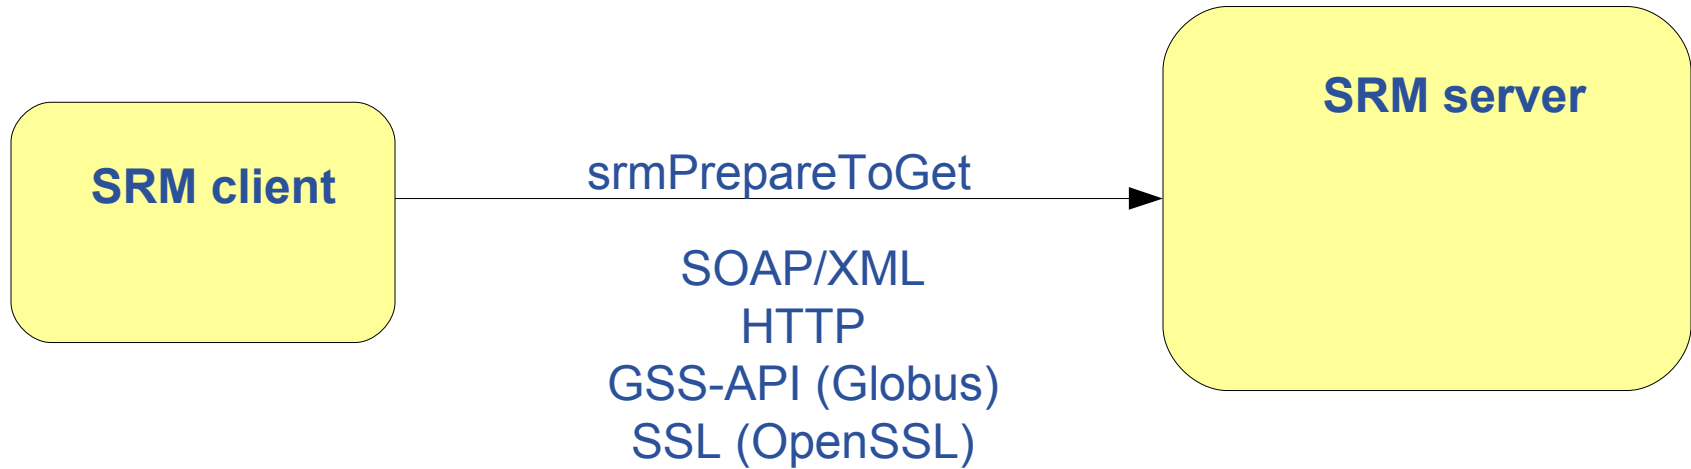 SRM server
SRM client
srmPrepareToGet
SOAP/XML
HTTP
GSS-API (Globus)
SSL (OpenSSL)